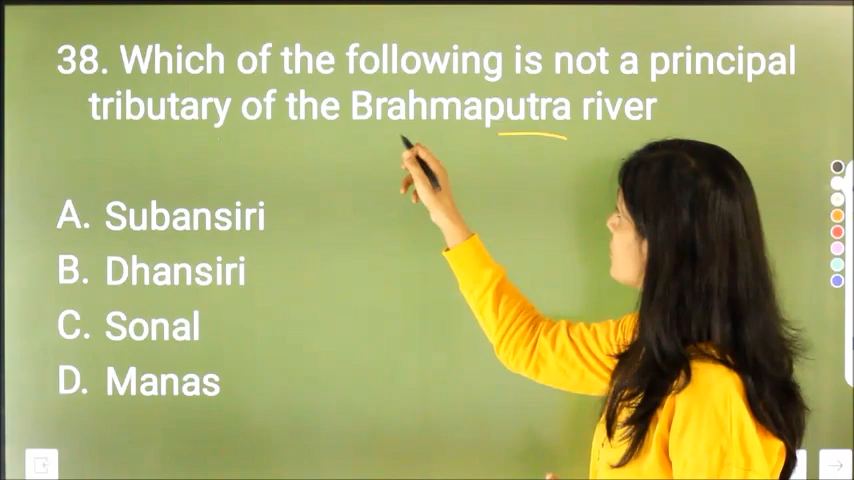 38. Which of the following is not a principal
tributary of the Brahmaputra river
A. Subansiri
B. Dhansiri
C. Sonal
D. Manas